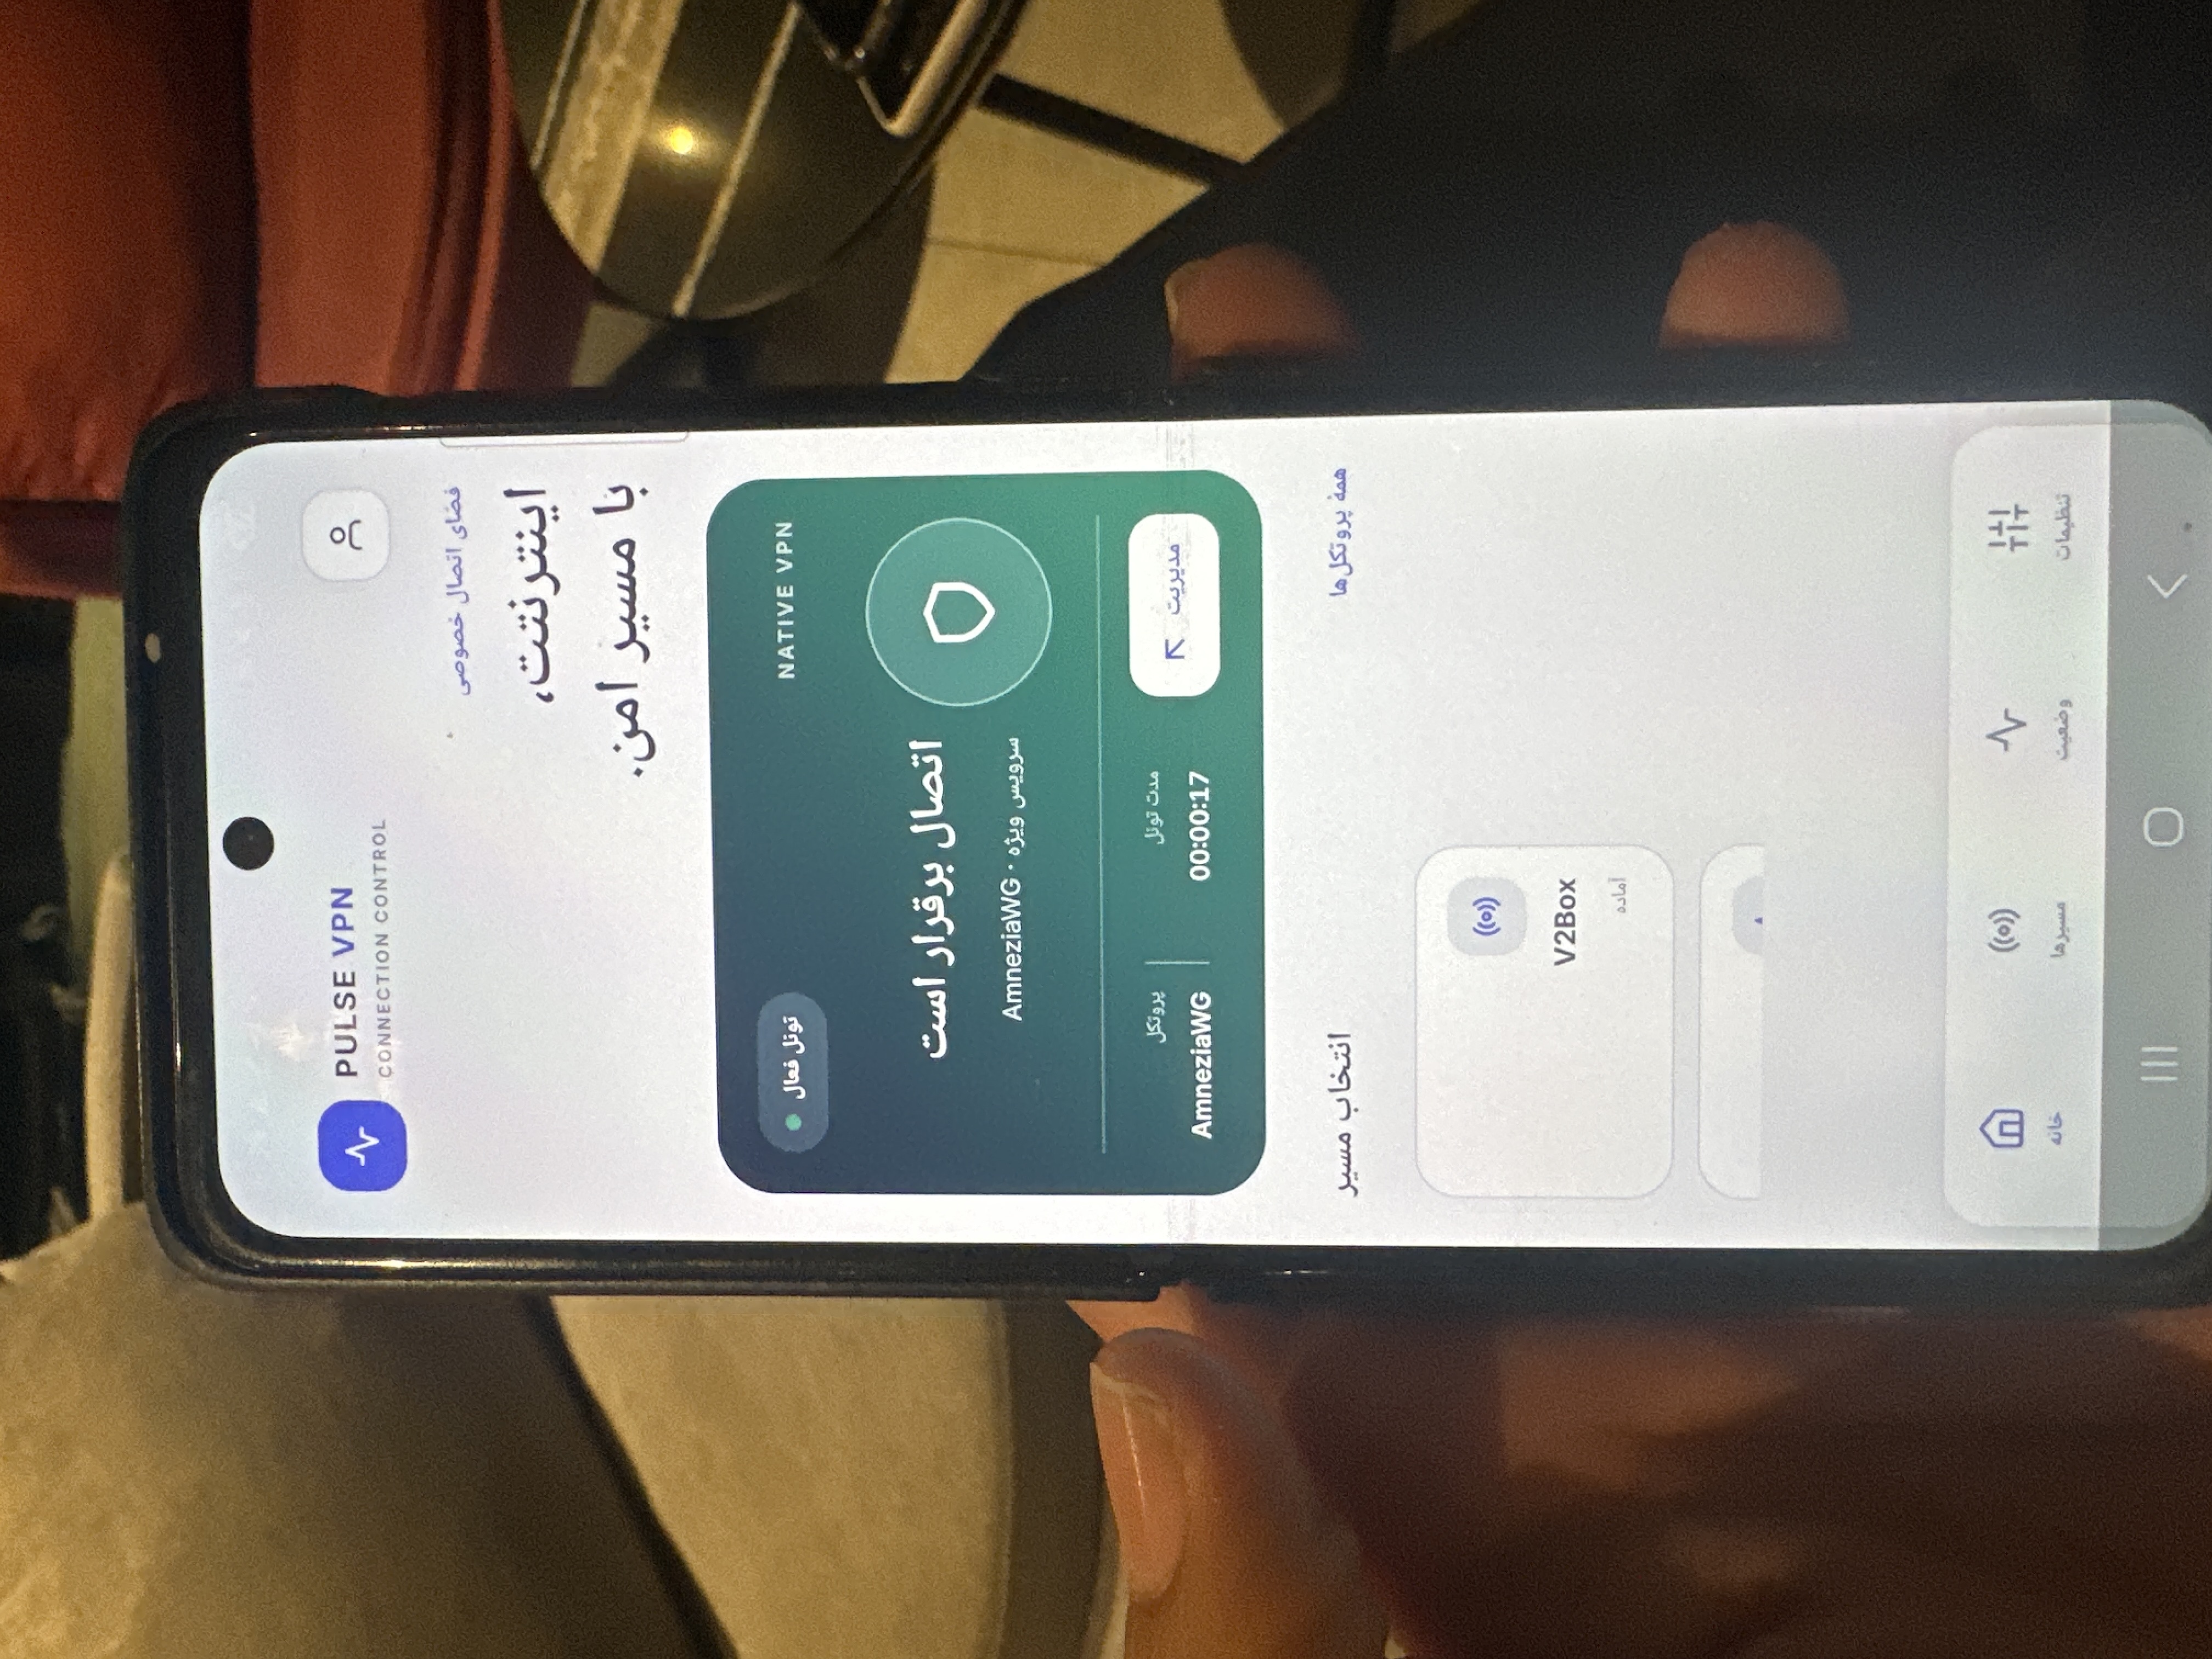 PULSE VPN
CONNECTION CONTROL
فضای اتصال خصوصی
اینترنتت،
با مسیر امن.
NATIVE VPN
تونل فعال
اتصال برقرار است
سرویس ویژه · AmneziaWG
مدیریت
مدت تونل
00:00:17
پروتکل
AmneziaWG
همهٔ پروتکل‌ها
انتخاب مسیر
V2Box
آماده
خانه
مسیرها
وضعیت
تنظیمات